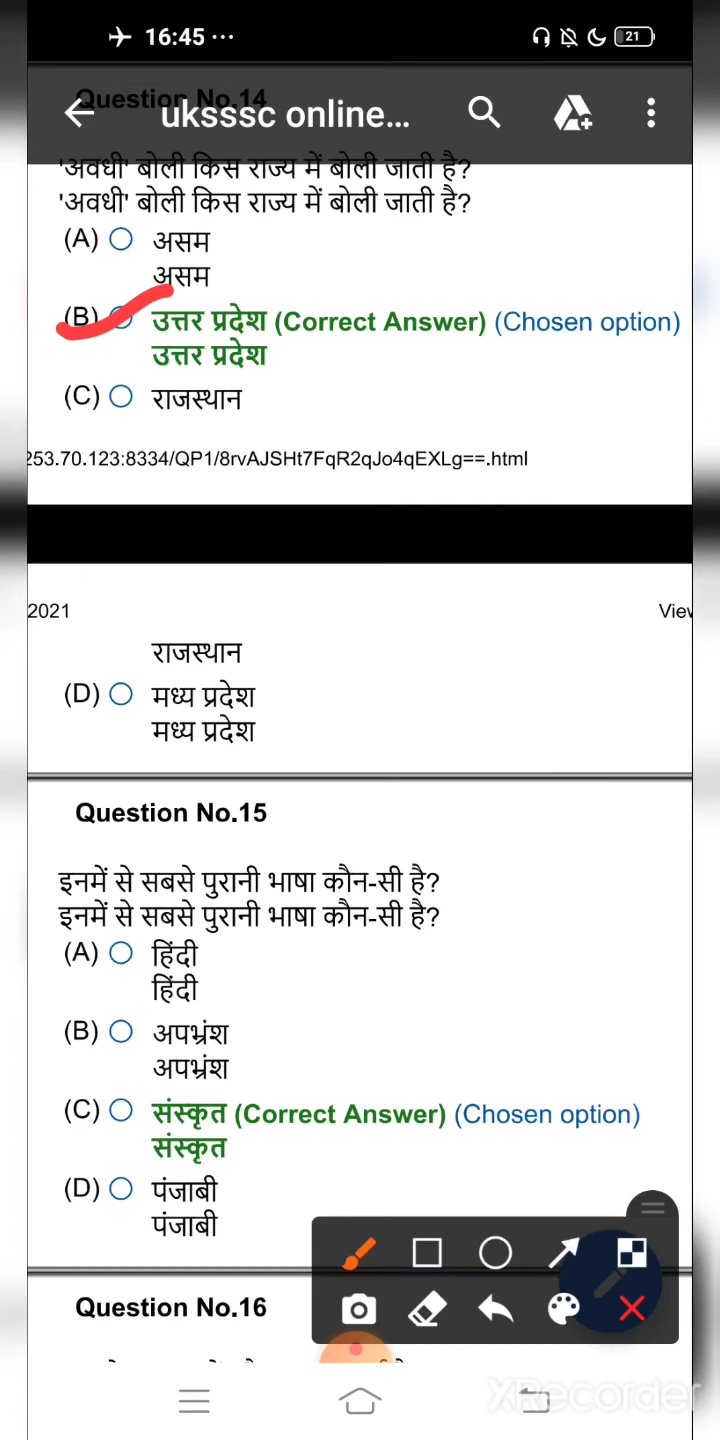 16:45 ...
21
Question No.14
uksssc online...
'अवधी' बोली किस राज्य में बोली जाती है?
'अवधी' बोली किस राज्य में बोली जाती है?
(A) असम
असम
(B) उत्तर प्रदेश (Correct Answer) (Chosen option)
उत्तर प्रदेश
(C) राजस्थान
253.70.123:8334/QP1/8rvAJSHt7FqR2qJo4qEXLg==.html
2021
राजस्थान
(D) मध्य प्रदेश
मध्य प्रदेश
Question No.15
इनमें से सबसे पुरानी भाषा कौन-सी है?
इनमें से सबसे पुरानी भाषा कौन-सी है?
(A) हिंदी
हिंदी
(B) अपभ्रंश
अपभ्रंश
(C) संस्कृत (Correct Answer) (Chosen option)
संस्कृत
(D) पंजाबी
पंजाबी
Question No.16
XRecorder